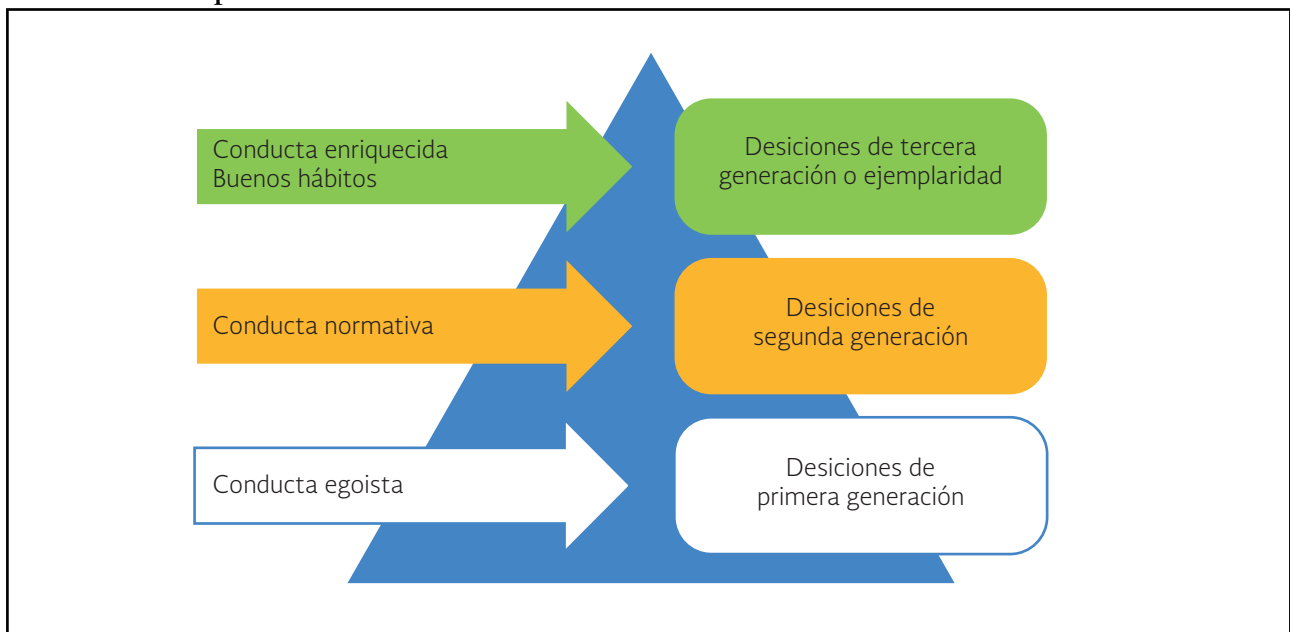 Conducta enriquecida
Buenos hábitos
Desiciones de tercera
generación o ejemplaridad
Conducta normativa
Desiciones de
segunda generación
Conducta egoista
Desiciones de
primera generación